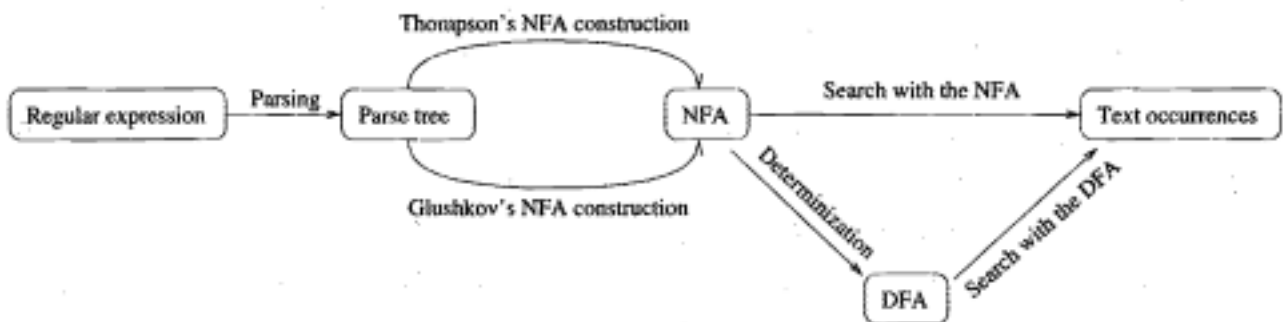 Thompson's NFA construction
Regular expression
Parsing
Parse tree
NFA
Search with the NFA
Text occurrences
Glushkov's NFA construction
Determinization
Search with the DFA
DFA